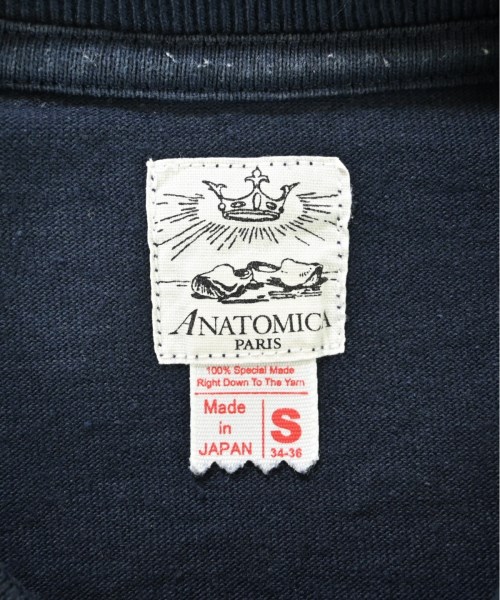 ANATOMICA
PARIS
100% Special Made
Right Down To The Yarn
Made
in
JAPAN
S
34-36